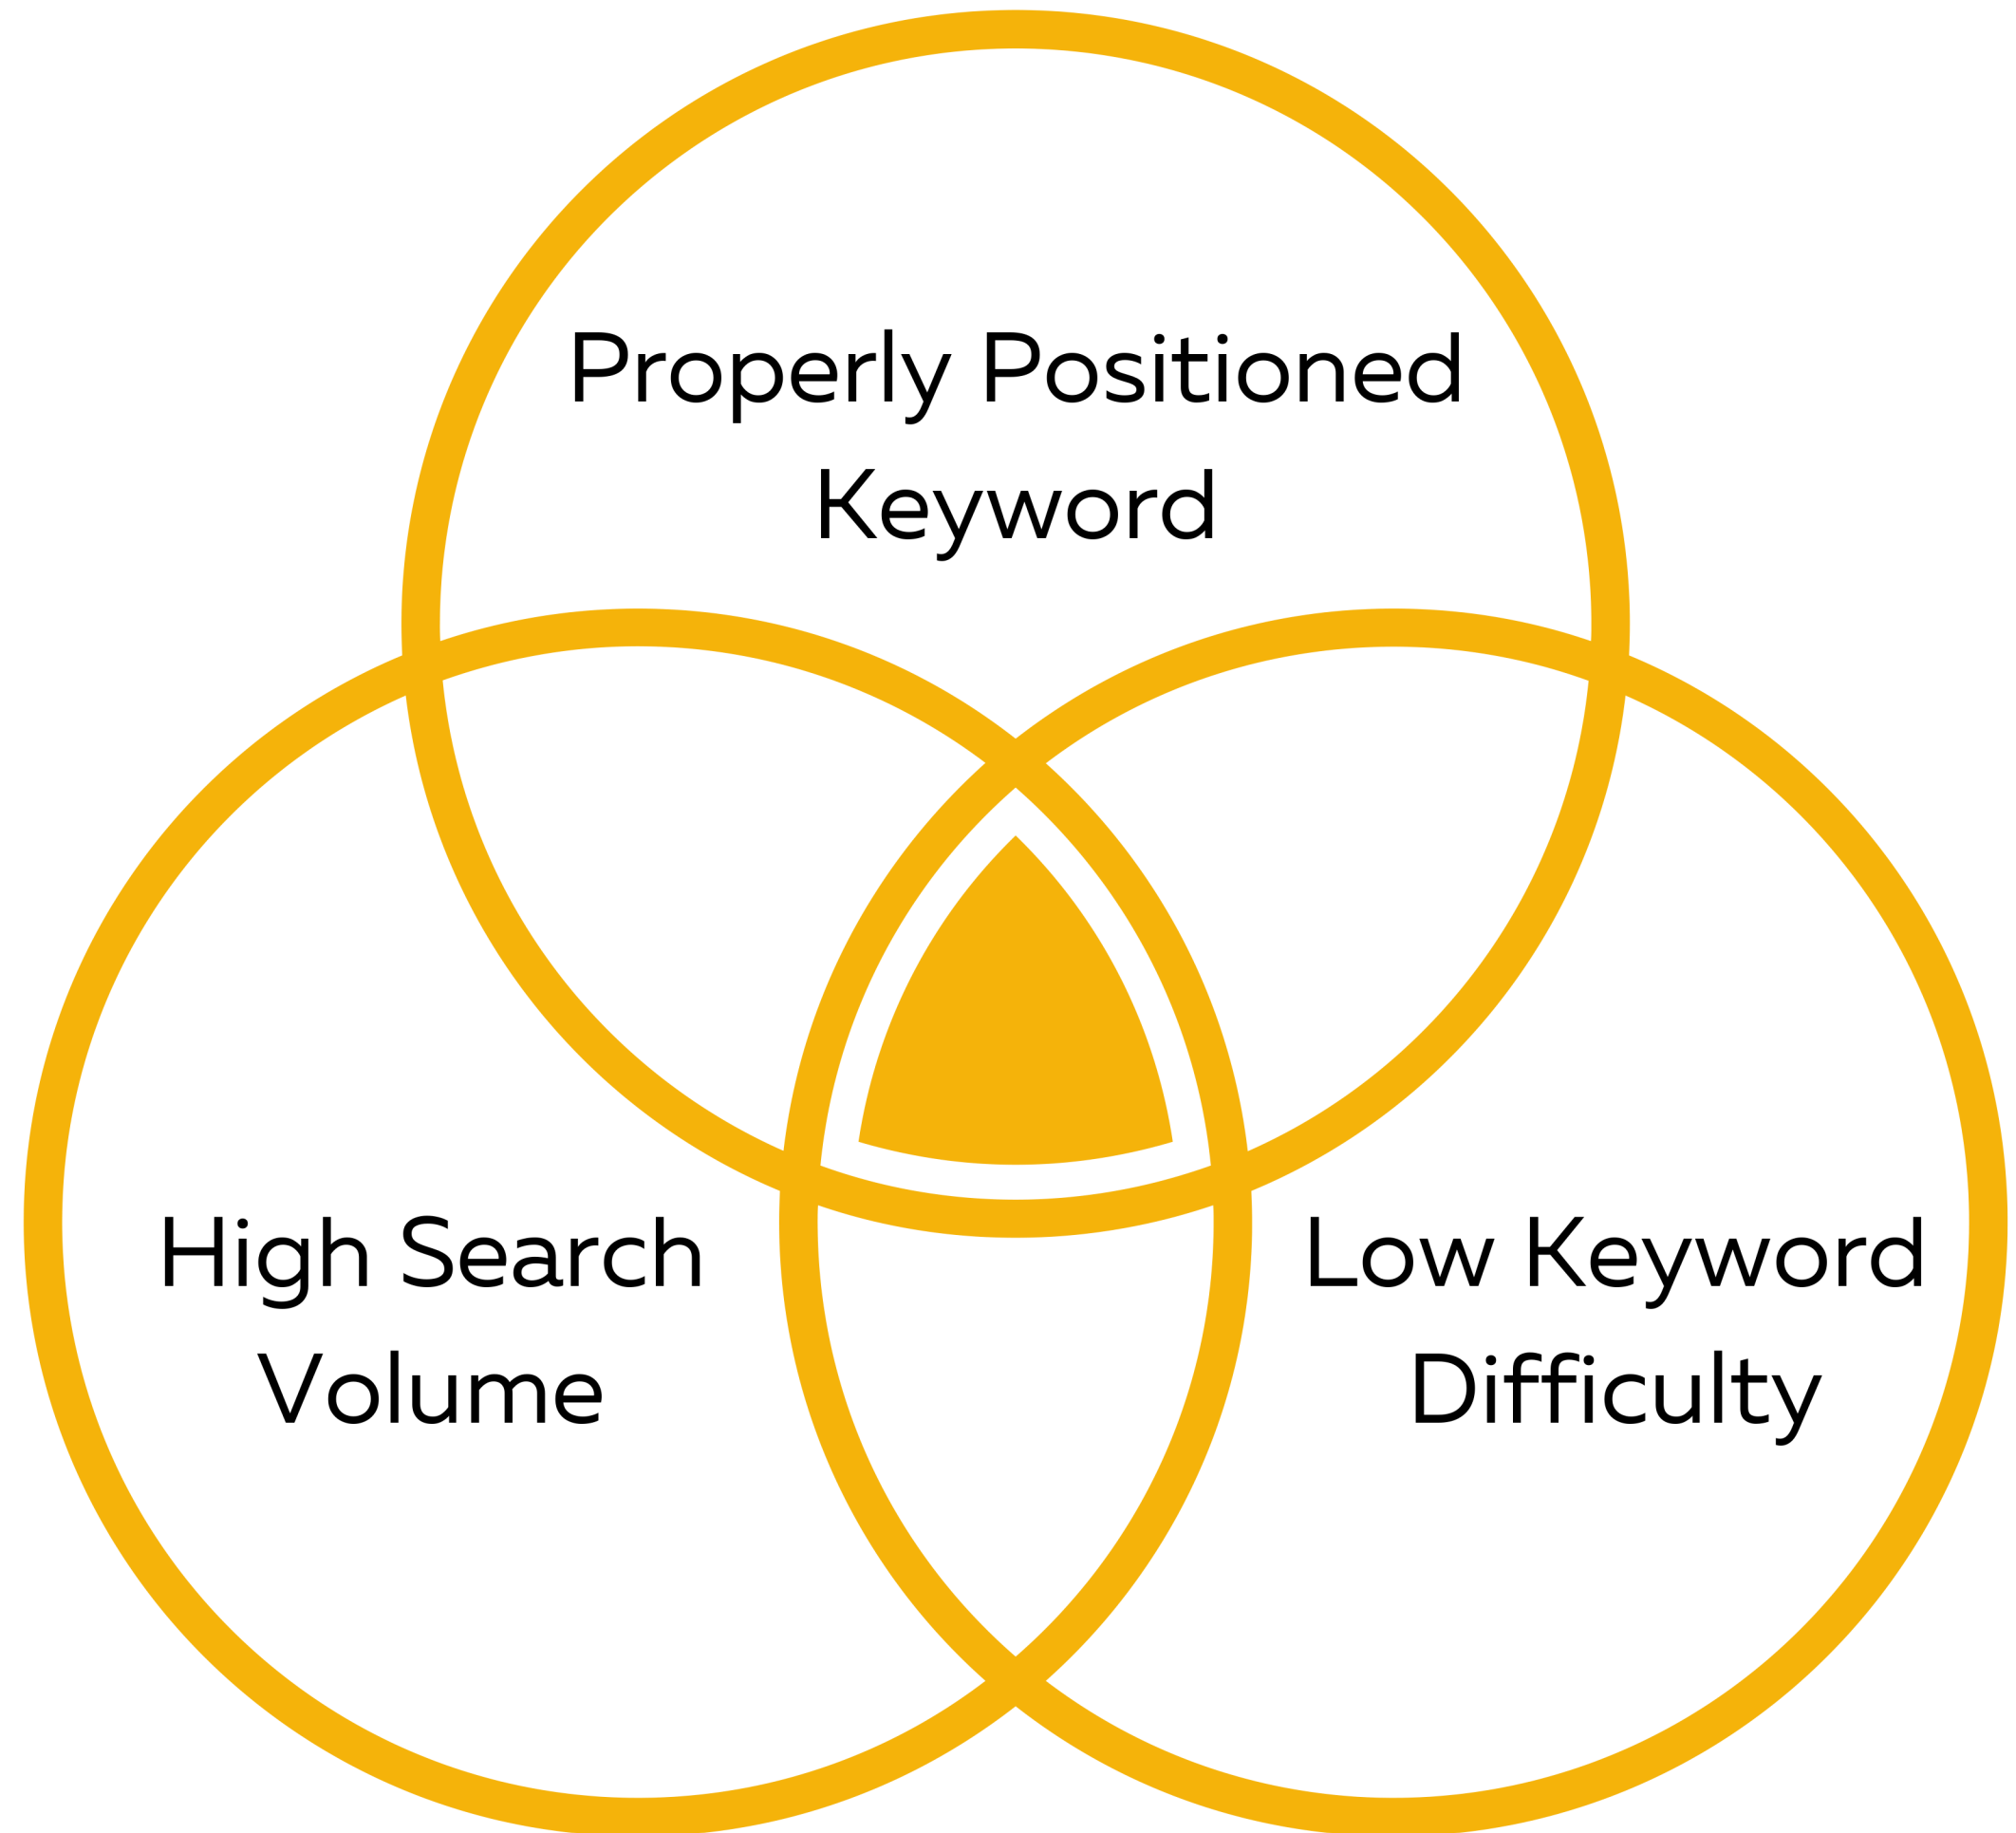 Properly Positioned
Keyword
High Search
Volume
Low Keyword
Difficulty